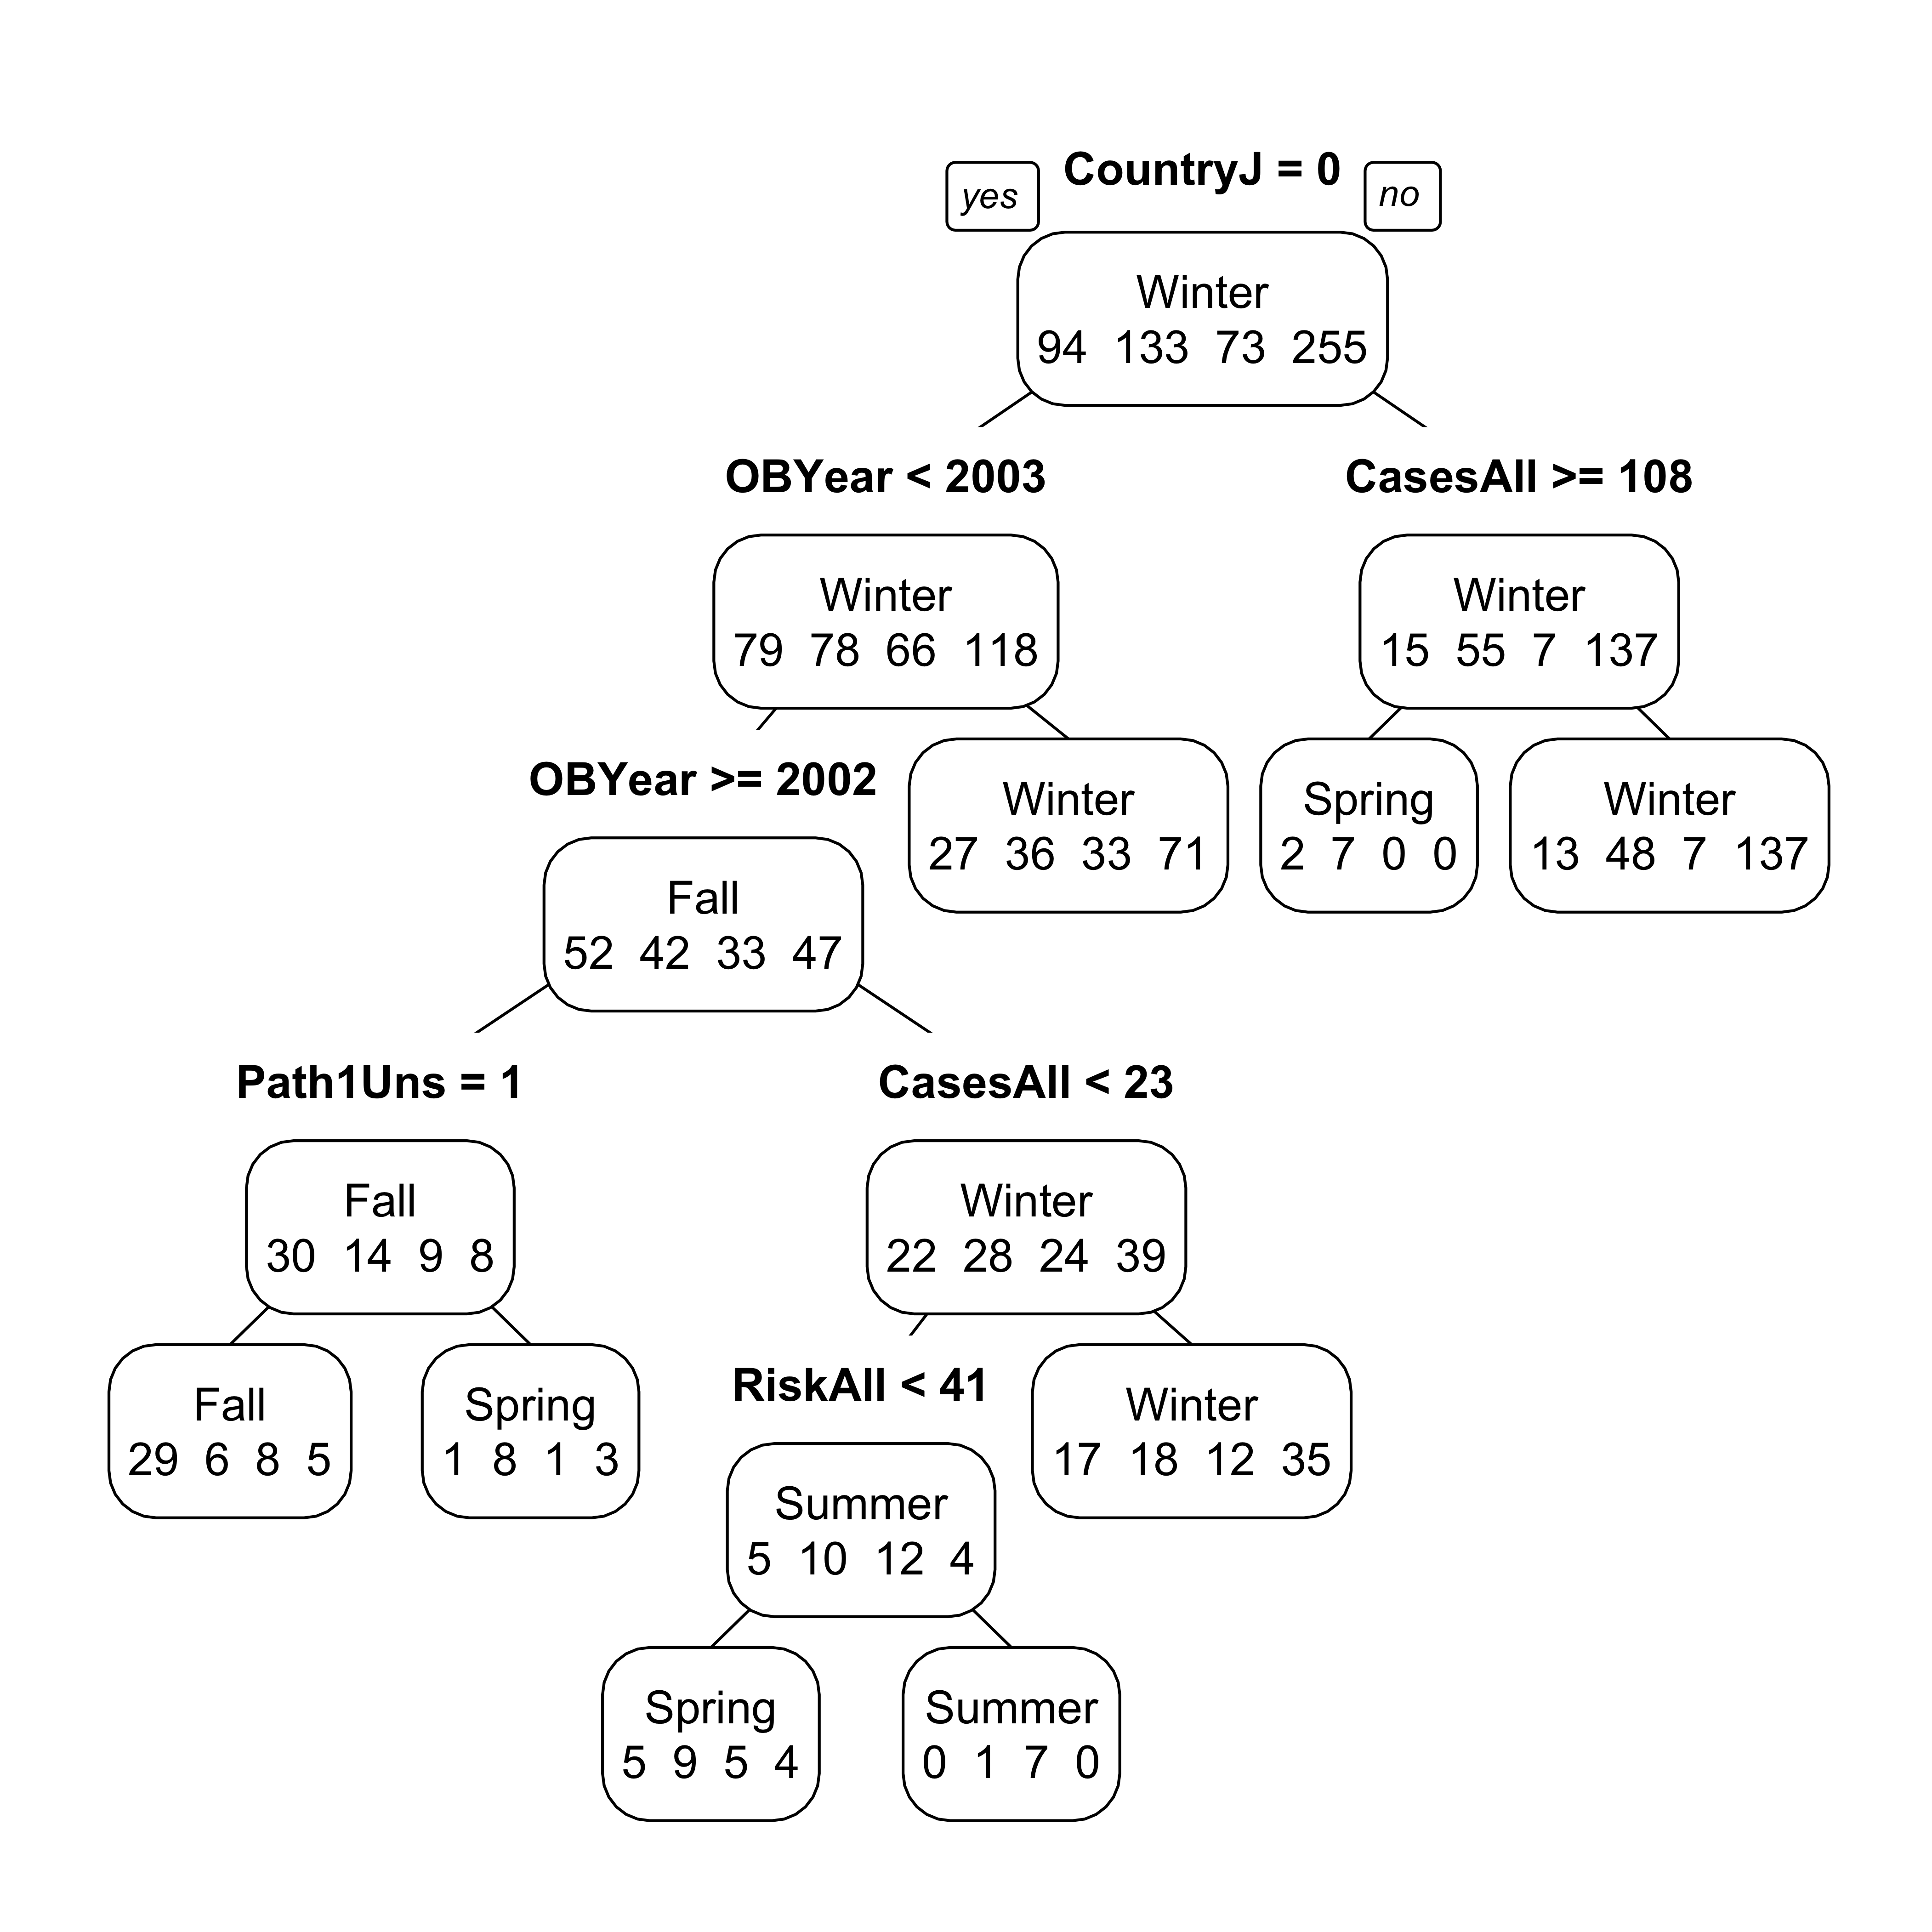 CountryJ = 0
yes
no
Winter
94 133 73 255
OBYear < 2003
CasesAll >= 108
Winter
79 78 66 118
Winter
15 55 7 137
OBYear >= 2002
Winter
27 36 33 71
Spring
2 7 0 0
Winter
13 48 7 137
Fall
52 42 33 47
Path1Uns = 1
CasesAll < 23
Fall
30 14 9 8
Winter
22 28 24 39
Fall
29 6 8 5
Spring
1 8 1 3
RiskAll < 41
Winter
17 18 12 35
Summer
5 10 12 4
Spring
5 9 5 4
Summer
0 1 7 0